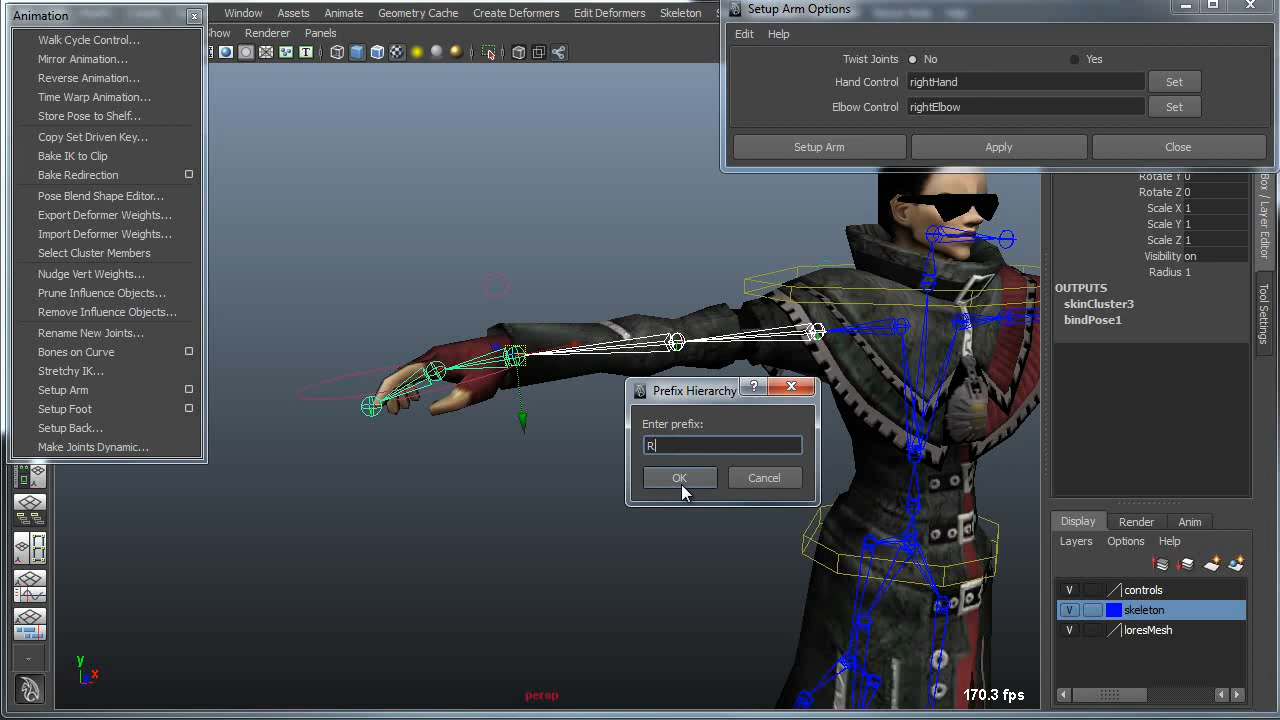 Animation
Walk Cycle Control...
Mirror Animation...
Reverse Animation...
Time Warp Animation...
Store Pose to Shelf...
Copy Set Driven Key...
Bake IK to Clip
Bake Redirection
Pose Blend Shape Editor...
Export Deformer Weights...
Import Deformer Weights...
Select Cluster Members
Nudge Vert Weights...
Prune Influence Objects...
Remove Influence Objects...
Rename New Joints...
Bones on Curve
Stretchy IK...
Setup Arm
Setup Foot
Setup Back...
Make Joints Dynamic...
Window Assets Animate Geometry Cache Create Deformers Edit Deformers Skeleton
Show Renderer Panels
Setup Arm Options
Edit Help
Twist Joints No Yes
Hand Control rightHand Set
Elbow Control rightElbow Set
Setup Arm Apply Close
Prefix Hierarchy
Enter prefix:
R
OK Cancel
Rotate Y 0
Rotate Z 0
Scale X 1
Scale Y 1
Scale Z 1
Visibility on
Radius 1
OUTPUTS
skinCluster3
bindPose1
Box / Layer Editor
Tool Settings
Display Render Anim
Layers Options Help
V controls
V skeleton
V loresMesh
y
x
persp
170.3 fps